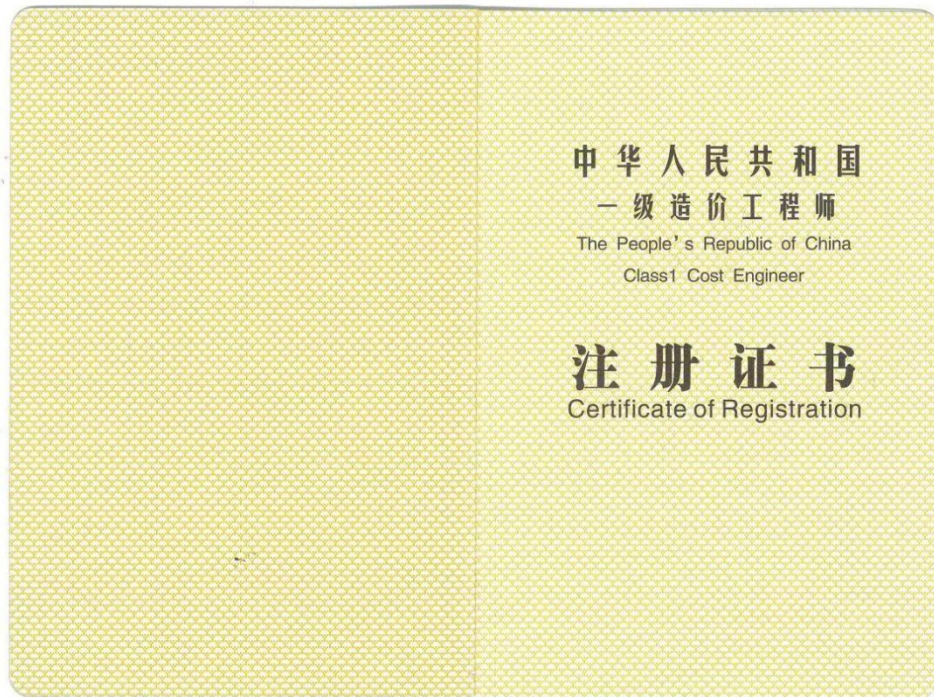 中华人民共和国
一级造价工程师
The People's Republic of China
Class1 Cost Engineer
注册证书
Certificate of Registration